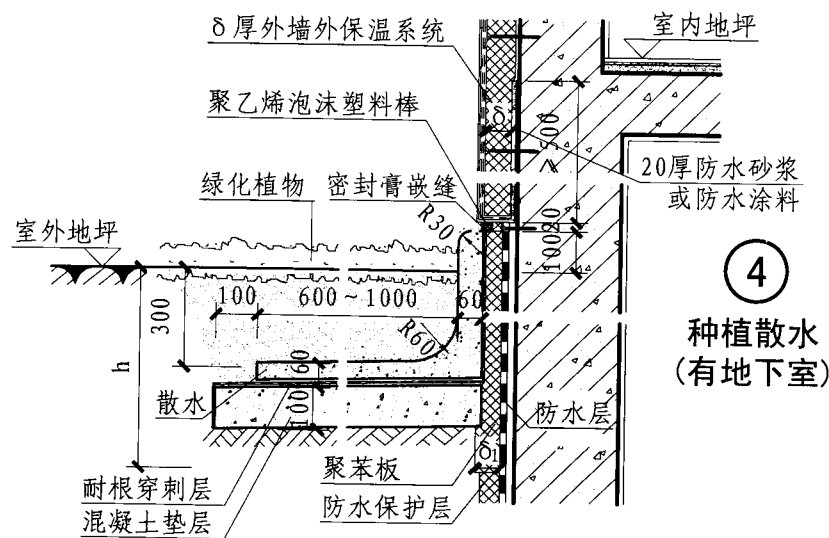 δ厚外墙外保温系统
室内地坪
聚乙烯泡沫塑料棒
δ
≥500
20厚防水砂浆
或防水涂料
绿化植物
密封膏嵌缝
室外地坪
R30
20
100
④
种植散水
(有地下室)
100
600～1000
60
300
R60
60
h
散水
100
防水层
δ₁
聚苯板
耐根穿刺层
防水保护层
混凝土垫层